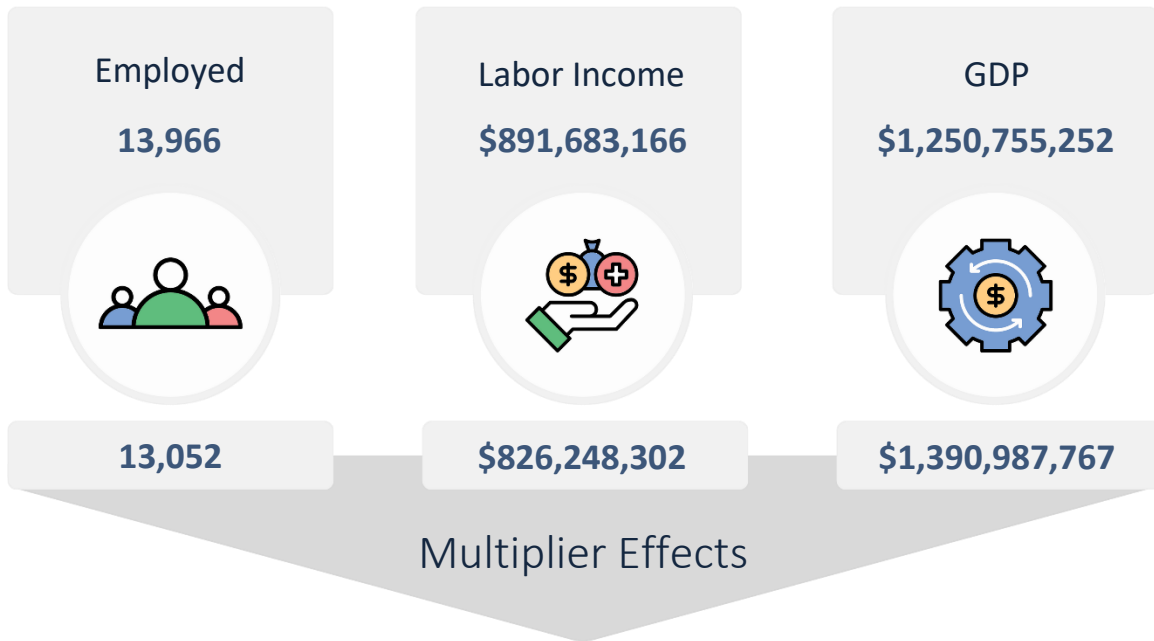 Employed
13,966
Labor Income
$891,683,166
GDP
$1,250,755,252
$
$
13,052
$826,248,302
$1,390,987,767
Multiplier Effects